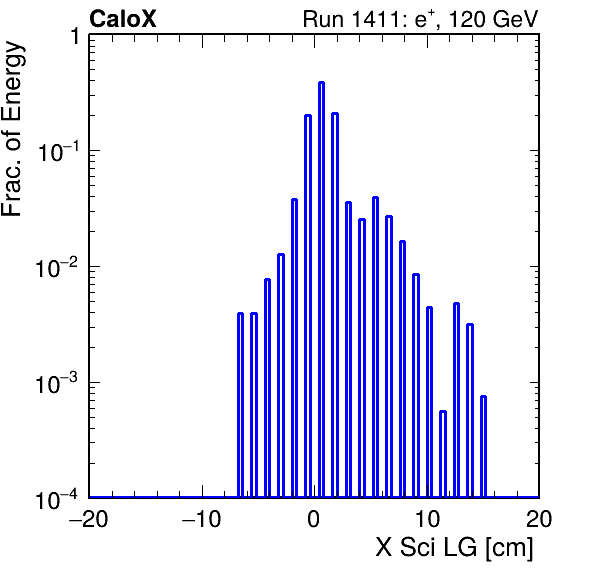 CaloX Run 1411: e⁺, 120 GeV
Frac. of Energy
1
10⁻¹
10⁻²
10⁻³
10⁻⁴
−20 −10 0 10 20
X Sci LG [cm]